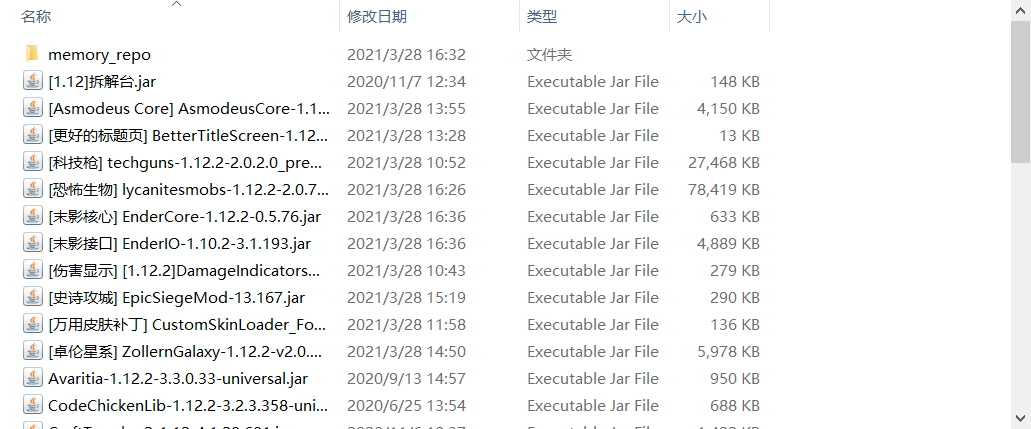 名称 修改日期 类型 大小
memory_repo 2021/3/28 16:32 文件夹
[1.12]拆解台.jar 2020/11/7 12:34 Executable Jar File 148 KB
[Asmodeus Core] AsmodeusCore-1.1... 2021/3/28 13:55 Executable Jar File 4,150 KB
[更好的标题页] BetterTitleScreen-1.12... 2021/3/28 13:28 Executable Jar File 13 KB
[科技枪] techguns-1.12.2-2.0.2.0_pre... 2021/3/28 10:52 Executable Jar File 27,468 KB
[恐怖生物] lycanitesmobs-1.12.2-2.0.7... 2021/3/28 16:26 Executable Jar File 78,419 KB
[末影核心] EnderCore-1.12.2-0.5.76.jar 2021/3/28 16:36 Executable Jar File 633 KB
[末影接口] EnderIO-1.10.2-3.1.193.jar 2021/3/28 16:36 Executable Jar File 4,889 KB
[伤害显示] [1.12.2]DamageIndicators... 2021/3/28 10:43 Executable Jar File 279 KB
[史诗攻城] EpicSiegeMod-13.167.jar 2021/3/28 15:19 Executable Jar File 290 KB
[万用皮肤补丁] CustomSkinLoader_Fo... 2021/3/28 11:58 Executable Jar File 136 KB
[卓伦星系] ZollernGalaxy-1.12.2-v2.0.... 2021/3/28 14:50 Executable Jar File 5,978 KB
Avaritia-1.12.2-3.3.0.33-universal.jar 2020/9/13 14:57 Executable Jar File 950 KB
CodeChickenLib-1.12.2-3.2.3.358-uni... 2020/6/25 13:54 Executable Jar File 688 KB